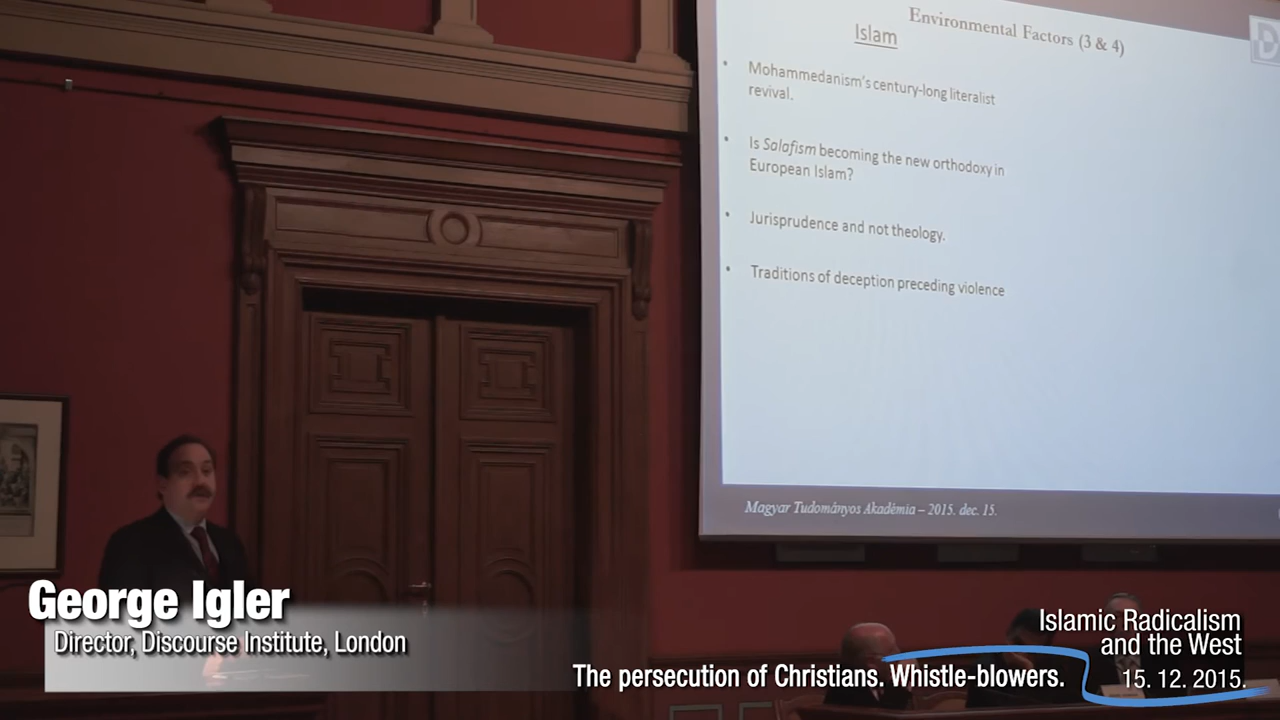 Environmental Factors (3 & 4)
Islam
• Mohammedanism's century-long literalist
revival.
• Is Salafism becoming the new orthodoxy in
European Islam?
• Jurisprudence and not theology.
• Traditions of deception preceding violence
Magyar Tudományos Akadémia – 2015. dec. 15.
George Igler
Director, Discourse Institute, London
Islamic Radicalism
and the West
The persecution of Christians. Whistle-blowers.
15. 12. 2015.